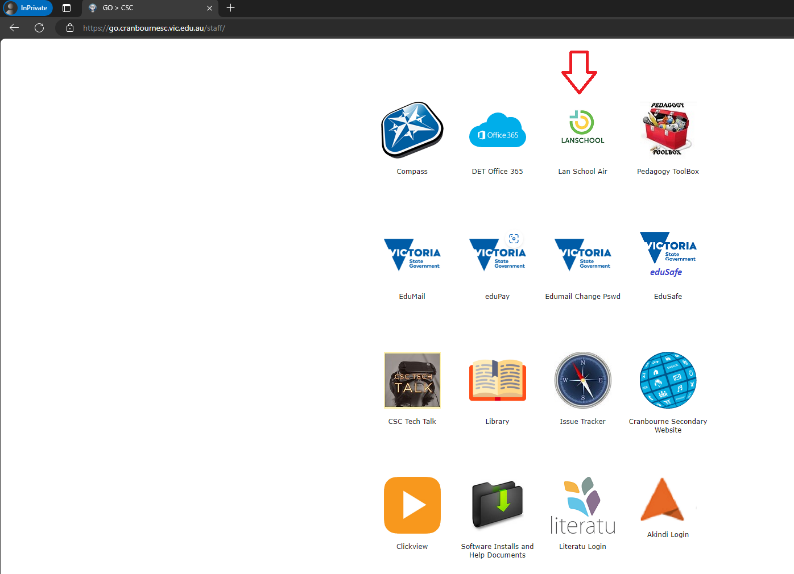 InPrivate
GO > CSC
https://go.cranbournesc.vic.edu.au/staff/
PEDAGOGY
Office 365
LANSCHOOL
TOOLBOX
Compass
DET Office 365
Lan School Air
Pedagogy ToolBox
VICTORIA
State
Government
VICTORIA
State
Government
VICTORIA
State
Government
VICTORIA
State
Government
eduSafe
EduMail
eduPay
Edumail Change Pswd
EduSafe
CSC TECH
TALK
N
W
E
S
CSC Tech Talk
Library
Issue Tracker
Cranbourne Secondary
Website
literatu
Clickview
Software Installs and
Help Documents
Literatu Login
Akindi Login